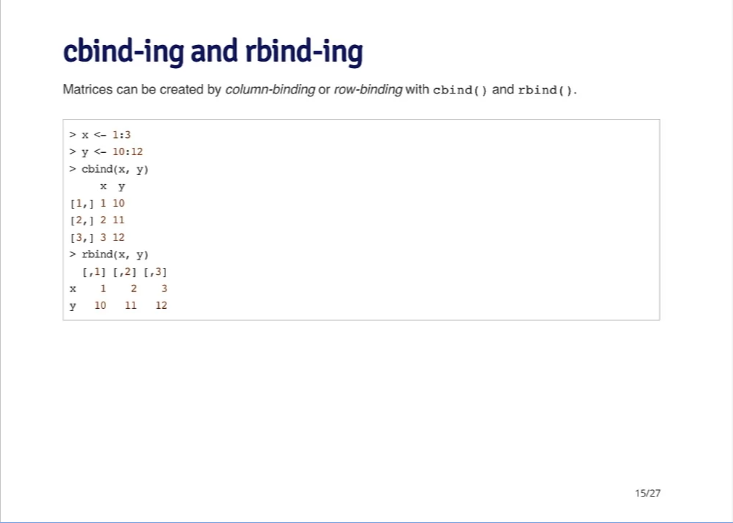 cbind-ing and rbind-ing
Matrices can be created by column-binding or row-binding with cbind() and rbind().
> x <- 1:3
> y <- 10:12
> cbind(x, y)
     x y
[1,] 1 10
[2,] 2 11
[3,] 3 12
> rbind(x, y)
  [,1] [,2] [,3]
x    1    2    3
y   10   11   12
15/27